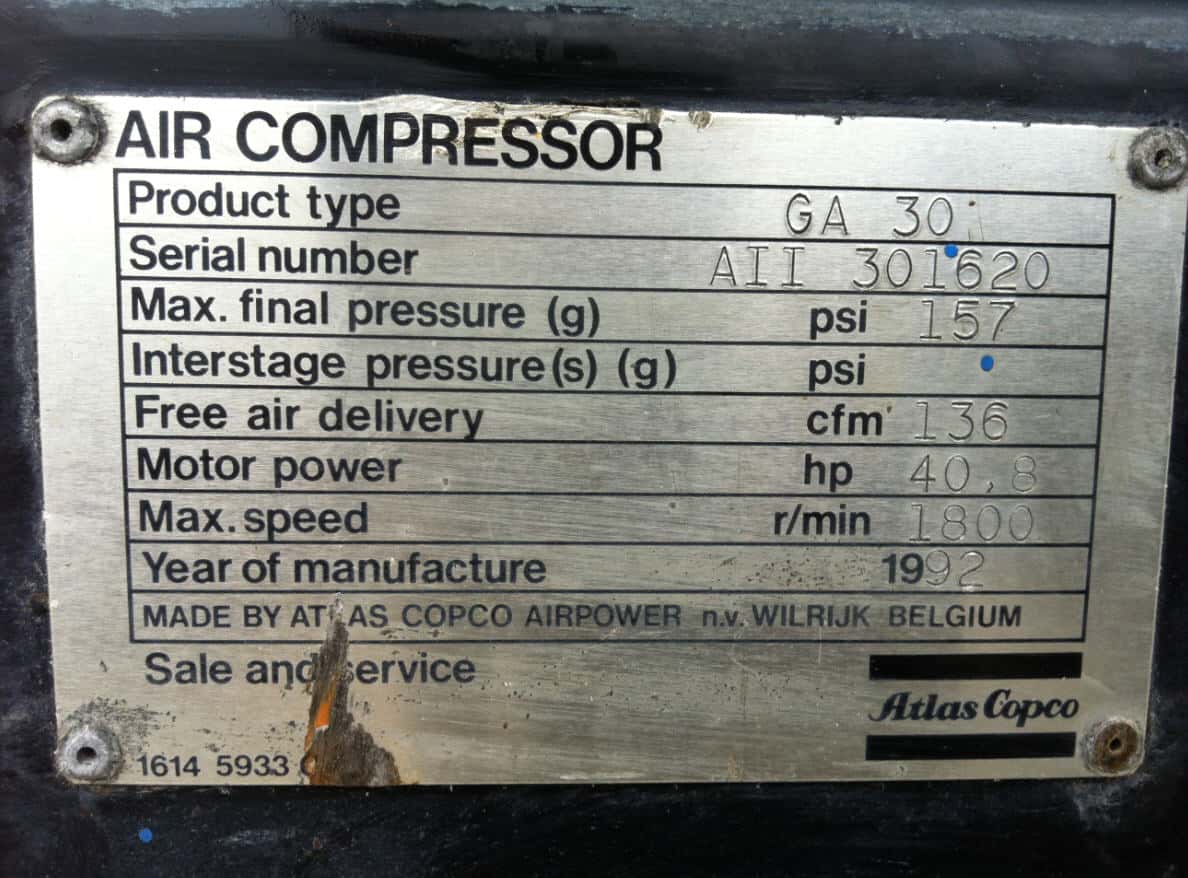 AIR COMPRESSOR
Product type GA 30
Serial number AII 301620
Max. final pressure (g) psi 157
Interstage pressure(s) (g) psi
Free air delivery cfm 136
Motor power hp 40,8
Max. speed r/min 1800
Year of manufacture 1992
MADE BY ATLAS COPCO AIRPOWER n.v. WILRIJK BELGIUM
Sale and service
Atlas Copco
1614 5933